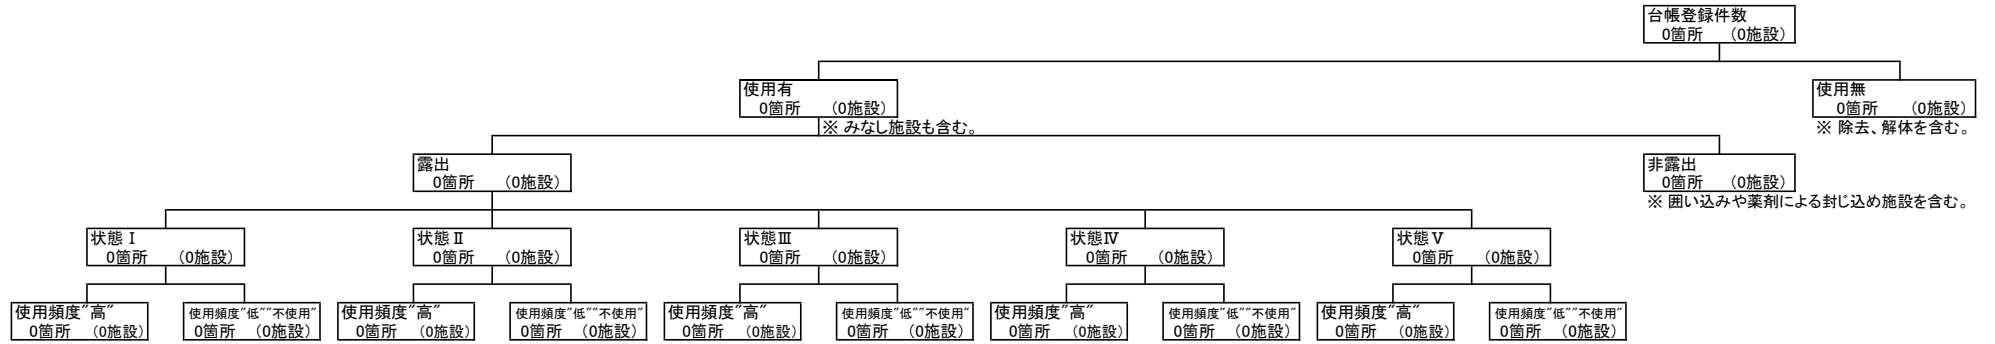 台帳登録件数
0箇所 (0施設)
使用有
0箇所 (0施設)
※ みなし施設も含む。
使用無
0箇所 (0施設)
※ 除去、解体を含む。
露出
0箇所 (0施設)
非露出
0箇所 (0施設)
※ 囲い込みや薬剤による封じ込め施設を含む。
状態Ⅰ
0箇所 (0施設)
状態Ⅱ
0箇所 (0施設)
状態Ⅲ
0箇所 (0施設)
状態Ⅳ
0箇所 (0施設)
状態Ⅴ
0箇所 (0施設)
使用頻度"高"
0箇所 (0施設)
使用頻度"低""不使用"
0箇所 (0施設)
使用頻度"高"
0箇所 (0施設)
使用頻度"低""不使用"
0箇所 (0施設)
使用頻度"高"
0箇所 (0施設)
使用頻度"低""不使用"
0箇所 (0施設)
使用頻度"高"
0箇所 (0施設)
使用頻度"低""不使用"
0箇所 (0施設)
使用頻度"高"
0箇所 (0施設)
使用頻度"低""不使用"
0箇所 (0施設)